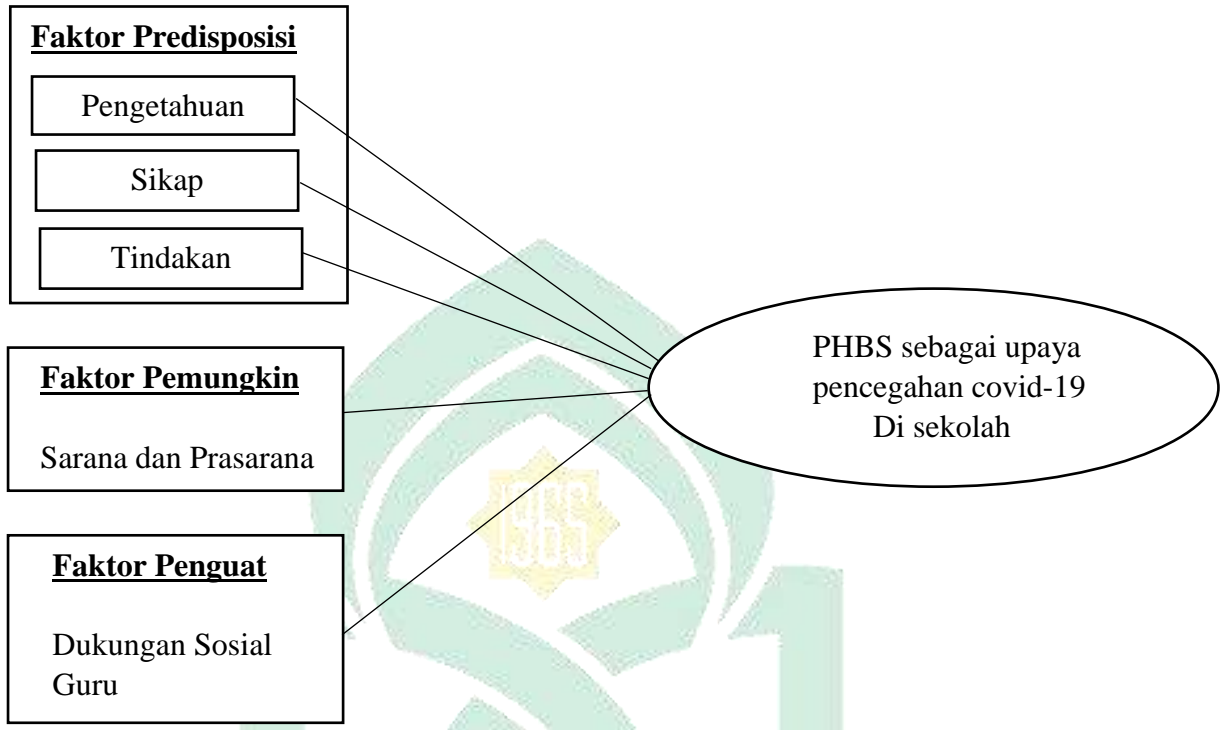 Faktor Predisposisi
Pengetahuan
Sikap
Tindakan
Faktor Pemungkin
Sarana dan Prasarana
Faktor Penguat
Dukungan Sosial
Guru
PHBS sebagai upaya
pencegahan covid-19
Di sekolah
1965